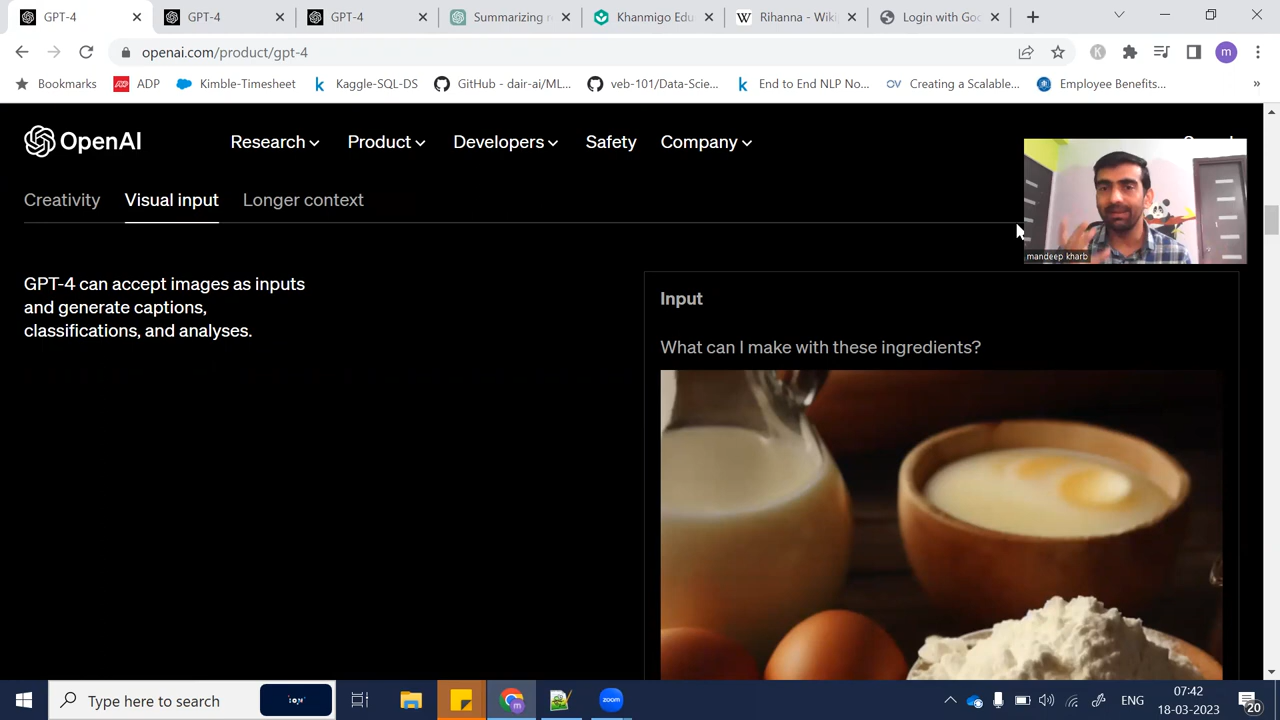 GPT-4
GPT-4
GPT-4
Summarizing r
Khanmigo Edu
Rihanna - Wiki
Login with Goo
openai.com/product/gpt-4
m
Bookmarks
ADP
Kimble-Timesheet
Kaggle-SQL-DS
GitHub - dair-ai/ML...
veb-101/Data-Scie...
End to End NLP No...
Creating a Scalable...
Employee Benefits...
»
OpenAI
Research
Product
Developers
Safety
Company
Creativity
Visual input
Longer context
mandeep kharb
GPT-4 can accept images as inputs
and generate captions,
classifications, and analyses.
Input
What can I make with these ingredients?
Type here to search
zoom
ENG
07:42
18-03-2023
20